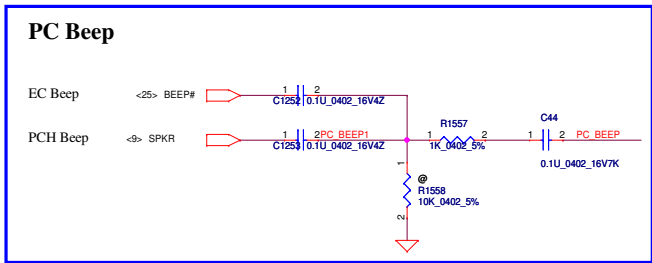 PC Beep
EC Beep
<25> BEEP#
1 2
C1252 0.1U_0402_16V4Z
PCH Beep
<9> SPKR
1 2 PC_BEEP1
C1253 0.1U_0402_16V4Z
R1557
1 2
1K_0402_5%
C44
1 2 PC_BEEP
0.1U_0402_16V7K
1
@
R1558
10K_0402_5%
2